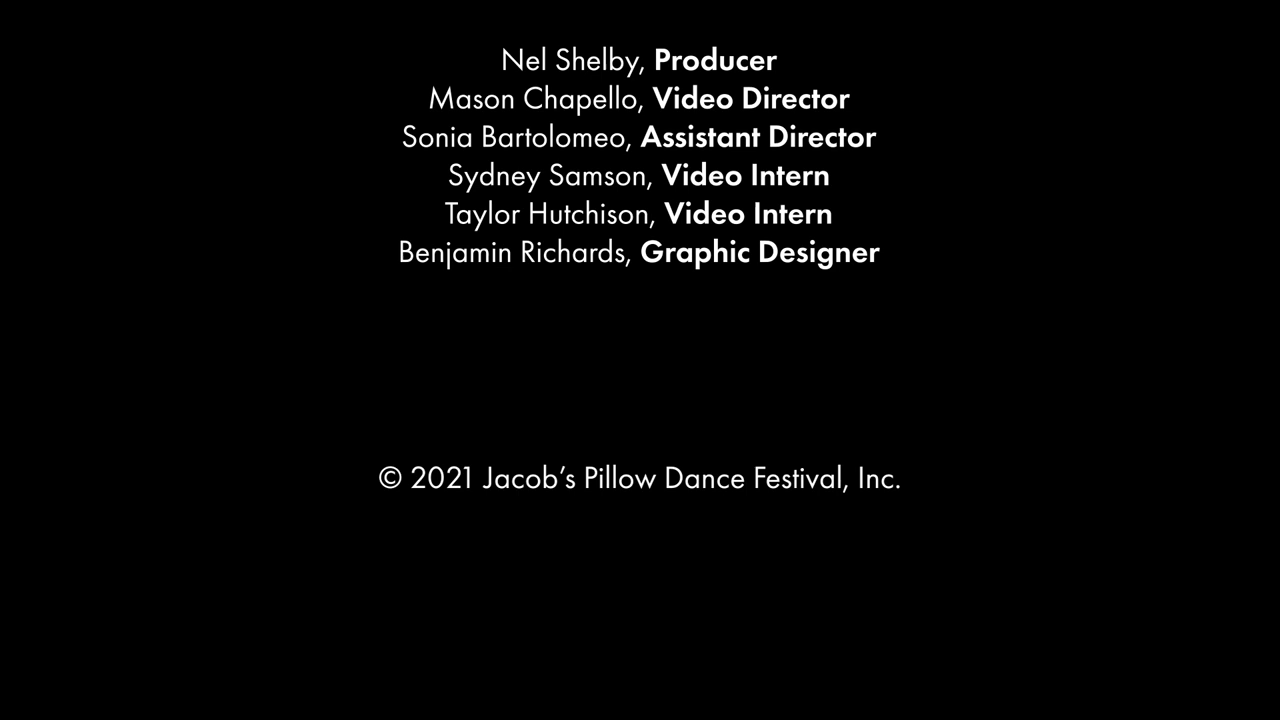 Nel Shelby, Producer
Mason Chapello, Video Director
Sonia Bartolomeo, Assistant Director
Sydney Samson, Video Intern
Taylor Hutchison, Video Intern
Benjamin Richards, Graphic Designer
© 2021 Jacob’s Pillow Dance Festival, Inc.